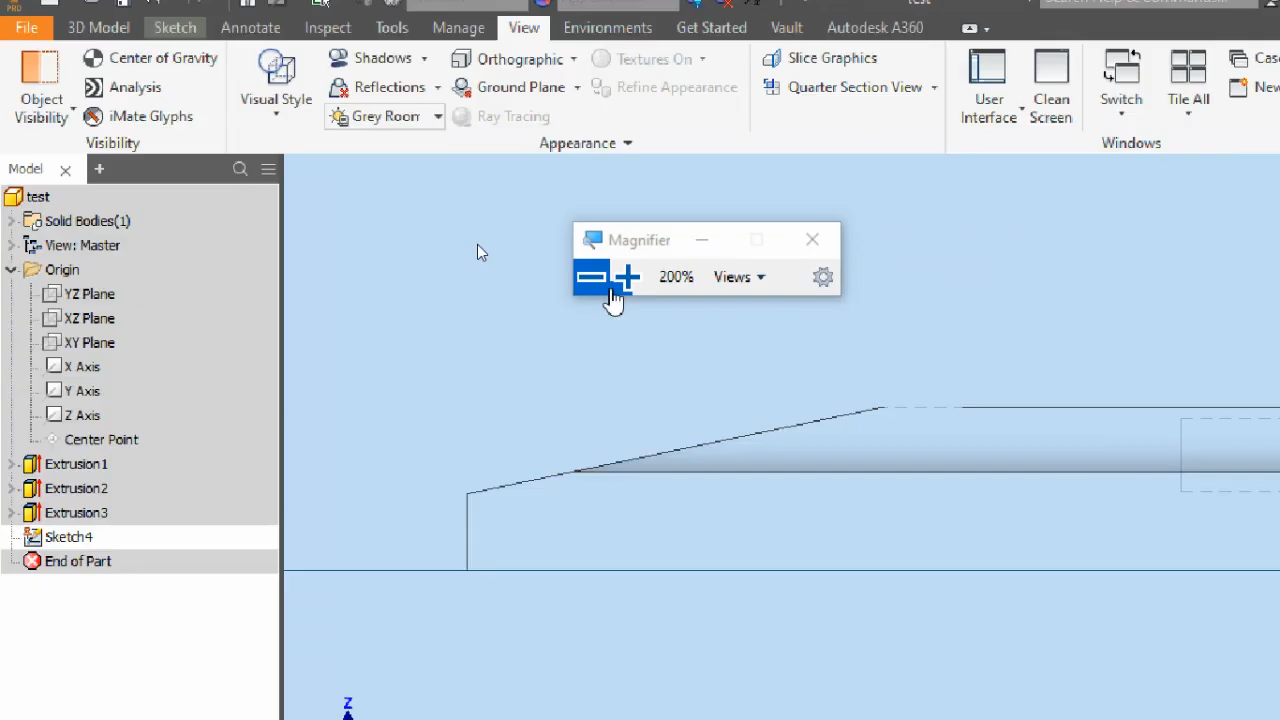 PRO
File 3D Model Sketch Annotate Inspect Tools Manage View Environments Get Started Vault Autodesk A360
Object Visibility
Center of Gravity
Analysis
iMate Glyphs
Visibility
Visual Style
Shadows
Reflections
Grey Room
Orthographic
Ground Plane
Ray Tracing
Textures On
Refine Appearance
Slice Graphics
Quarter Section View
Appearance
User Interface
Clean Screen
Switch
Tile All
Windows
Model
test
Solid Bodies(1)
View: Master
Origin
YZ Plane
XZ Plane
XY Plane
X Axis
Y Axis
Z Axis
Center Point
Extrusion1
Extrusion2
Extrusion3
Sketch4
End of Part
Magnifier
200% Views
Z